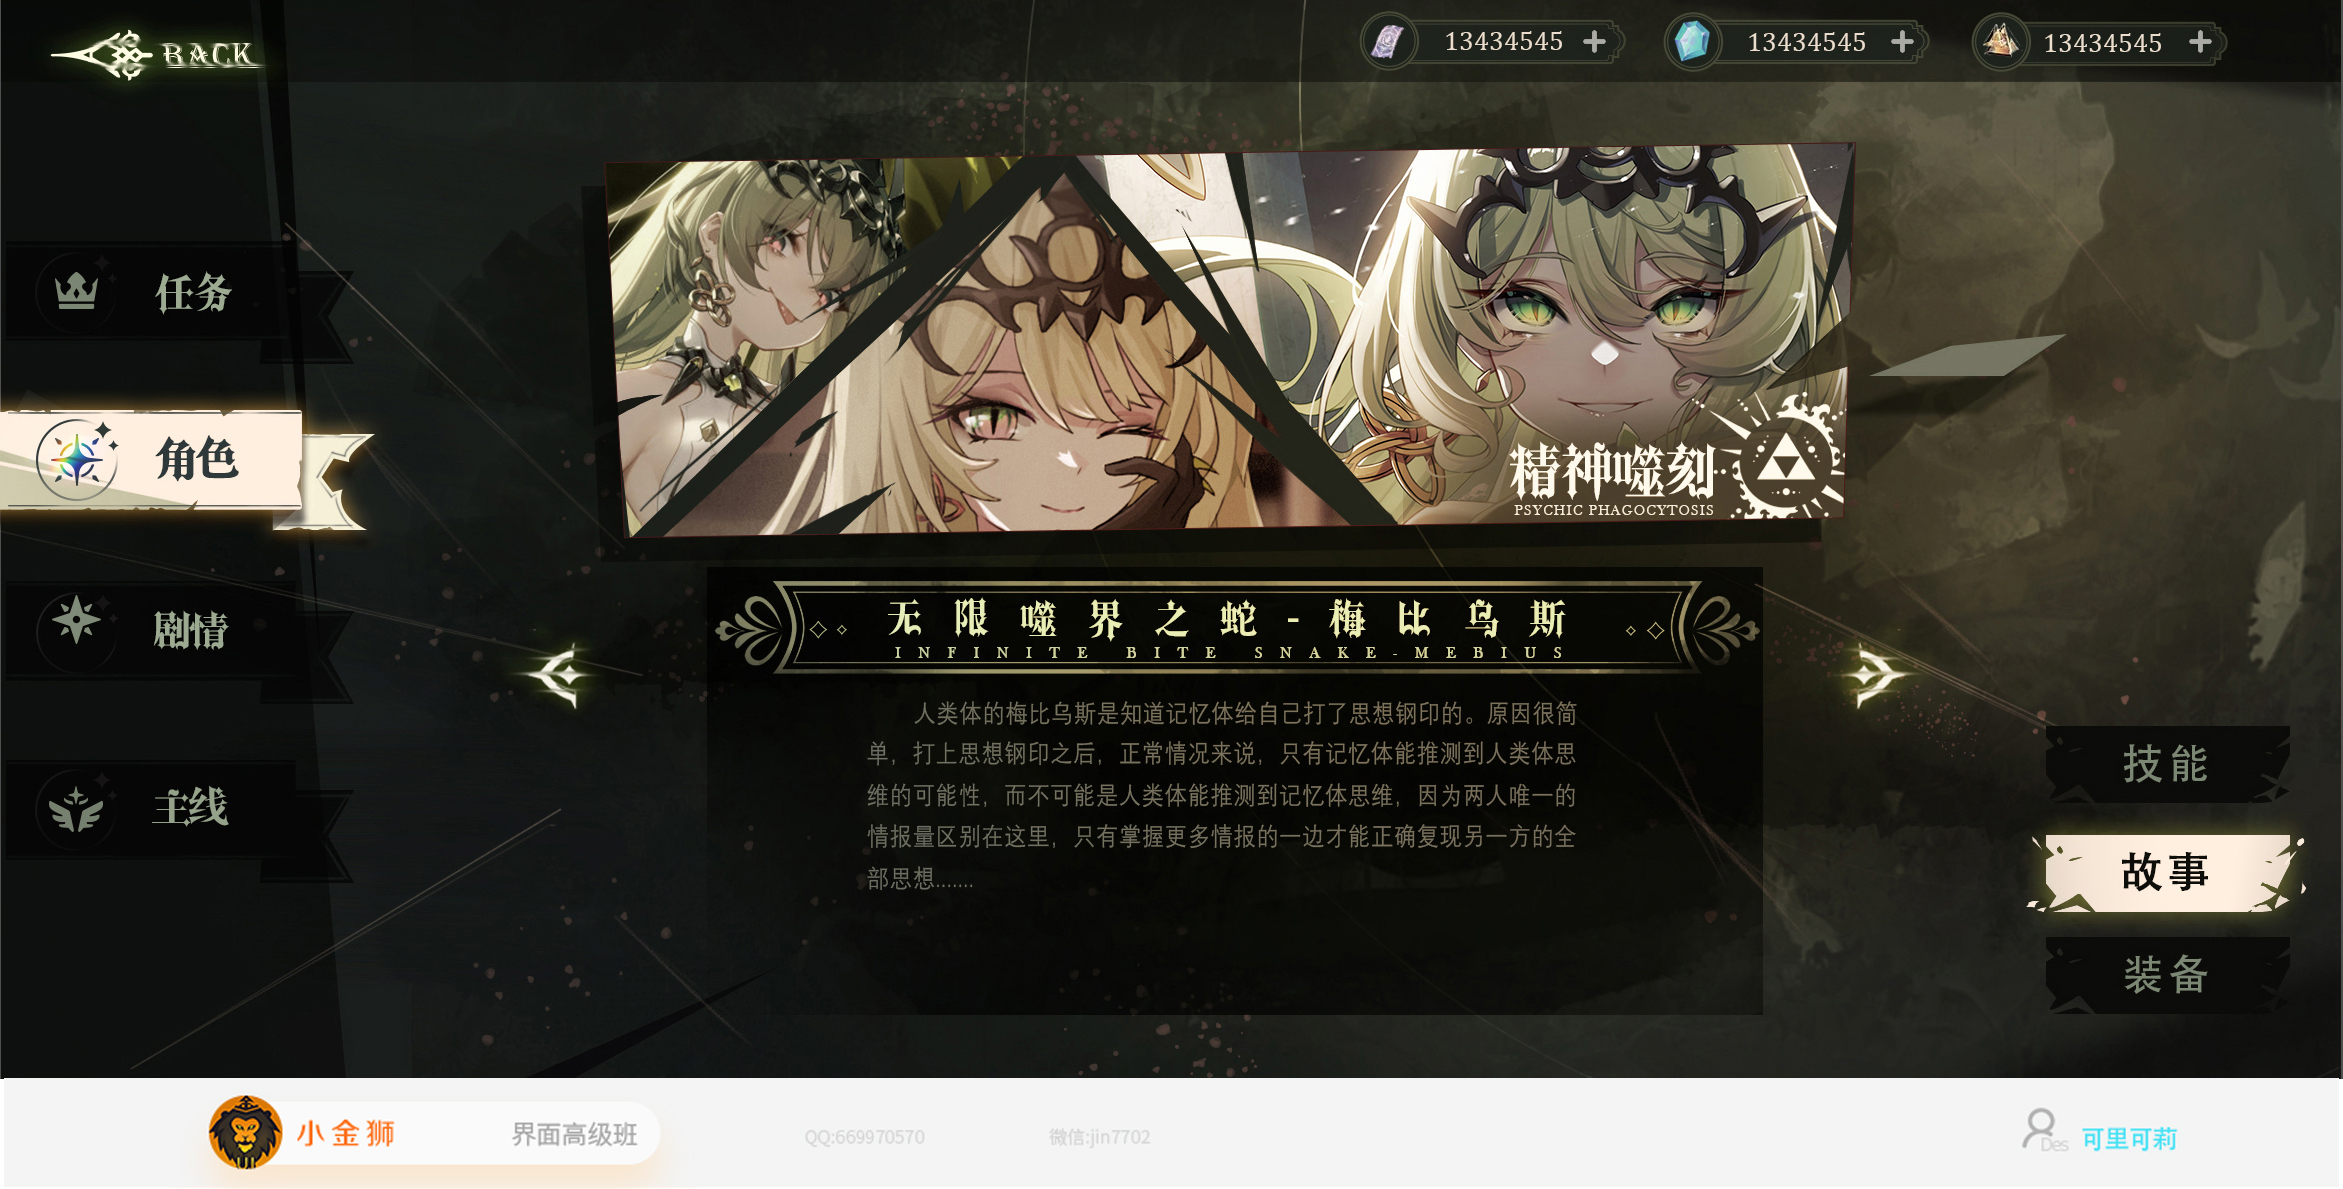 BACK
13434545
13434545
13434545
任务
角色
剧情
主线
精神噬刻
PSYCHIC PHAGOCYTOSIS
无限噬界之蛇-梅比乌斯
INFINITE BITE SNAKE-MEBIUS
人类体的梅比乌斯是知道记忆体给自己打了思想钢印的。原因很简
单，打上思想钢印之后，正常情况来说，只有记忆体能推测到人类体思
维的可能性，而不可能是人类体能推测到记忆体思维，因为两人唯一的
情报量区别在这里，只有掌握更多情报的一边才能正确复现另一方的全
部思想.......
技能
故事
装备
小金狮
界面高级班
QQ:669970570
微信:jin7702
Des
可里可莉